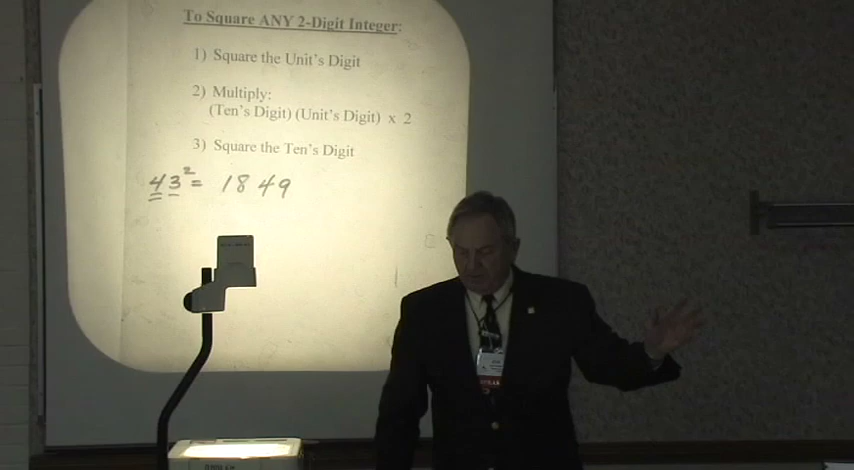 To Square ANY 2-Digit Integer:
1) Square the Unit's Digit
2) Multiply:
(Ten's Digit) (Unit's Digit) x 2
3) Square the Ten's Digit
43² = 1849